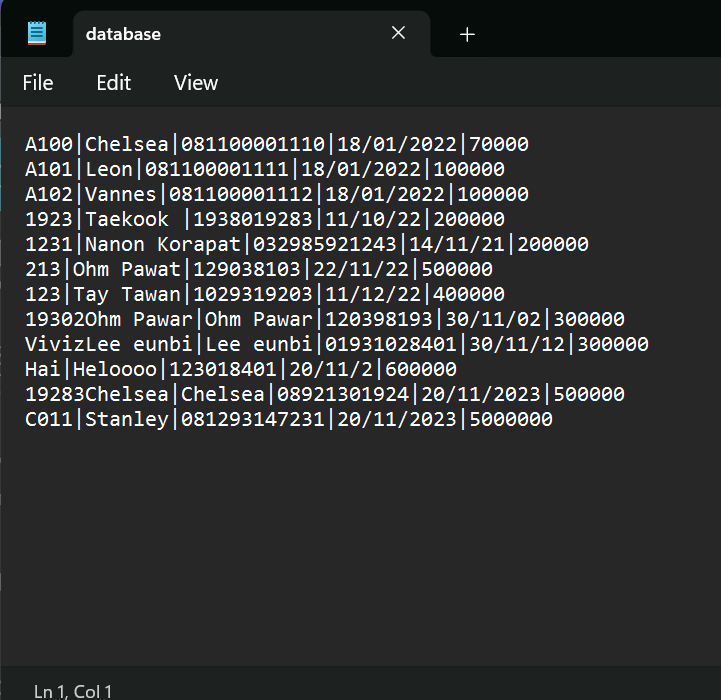 database
File Edit View
A100|Chelsea|081100001110|18/01/2022|70000
A101|Leon|081100001111|18/01/2022|100000
A102|Vannes|081100001112|18/01/2022|100000
1923|Taekook |1938019283|11/10/22|200000
1231|Nanon Korapat|032985921243|14/11/21|200000
213|Ohm Pawat|129038103|22/11/22|500000
123|Tay Tawan|1029319203|11/12/22|400000
19302Ohm Pawar|Ohm Pawar|120398193|30/11/02|300000
VivizLee eunbi|Lee eunbi|01931028401|30/11/12|300000
Hai|Heloooo|123018401|20/11/2|600000
19283Chelsea|Chelsea|08921301924|20/11/2023|500000
C011|Stanley|081293147231|20/11/2023|5000000
Ln 1, Col 1